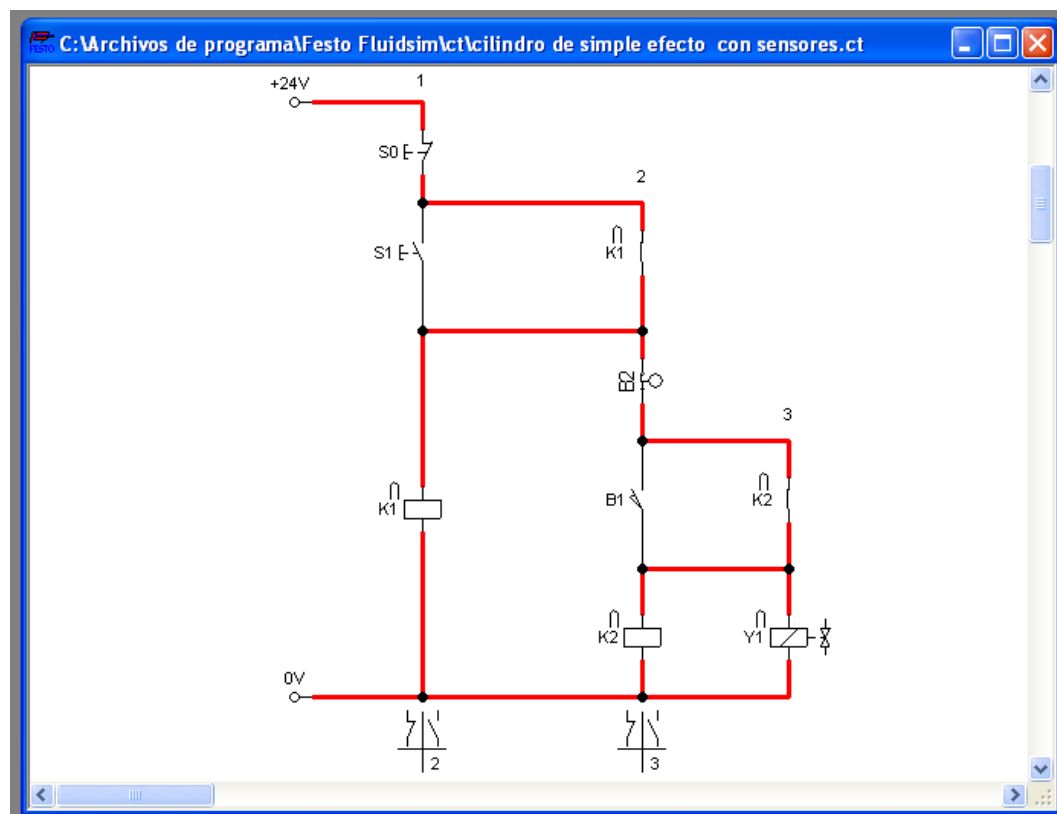 FESTO C:\Archivos de programa\Festo Fluidsim\ct\cilindro de simple efecto con sensores.ct
1
+24V
S0
2
S1
K1
B2
3
K1
B1
K2
K2
Y1
0V
2
3